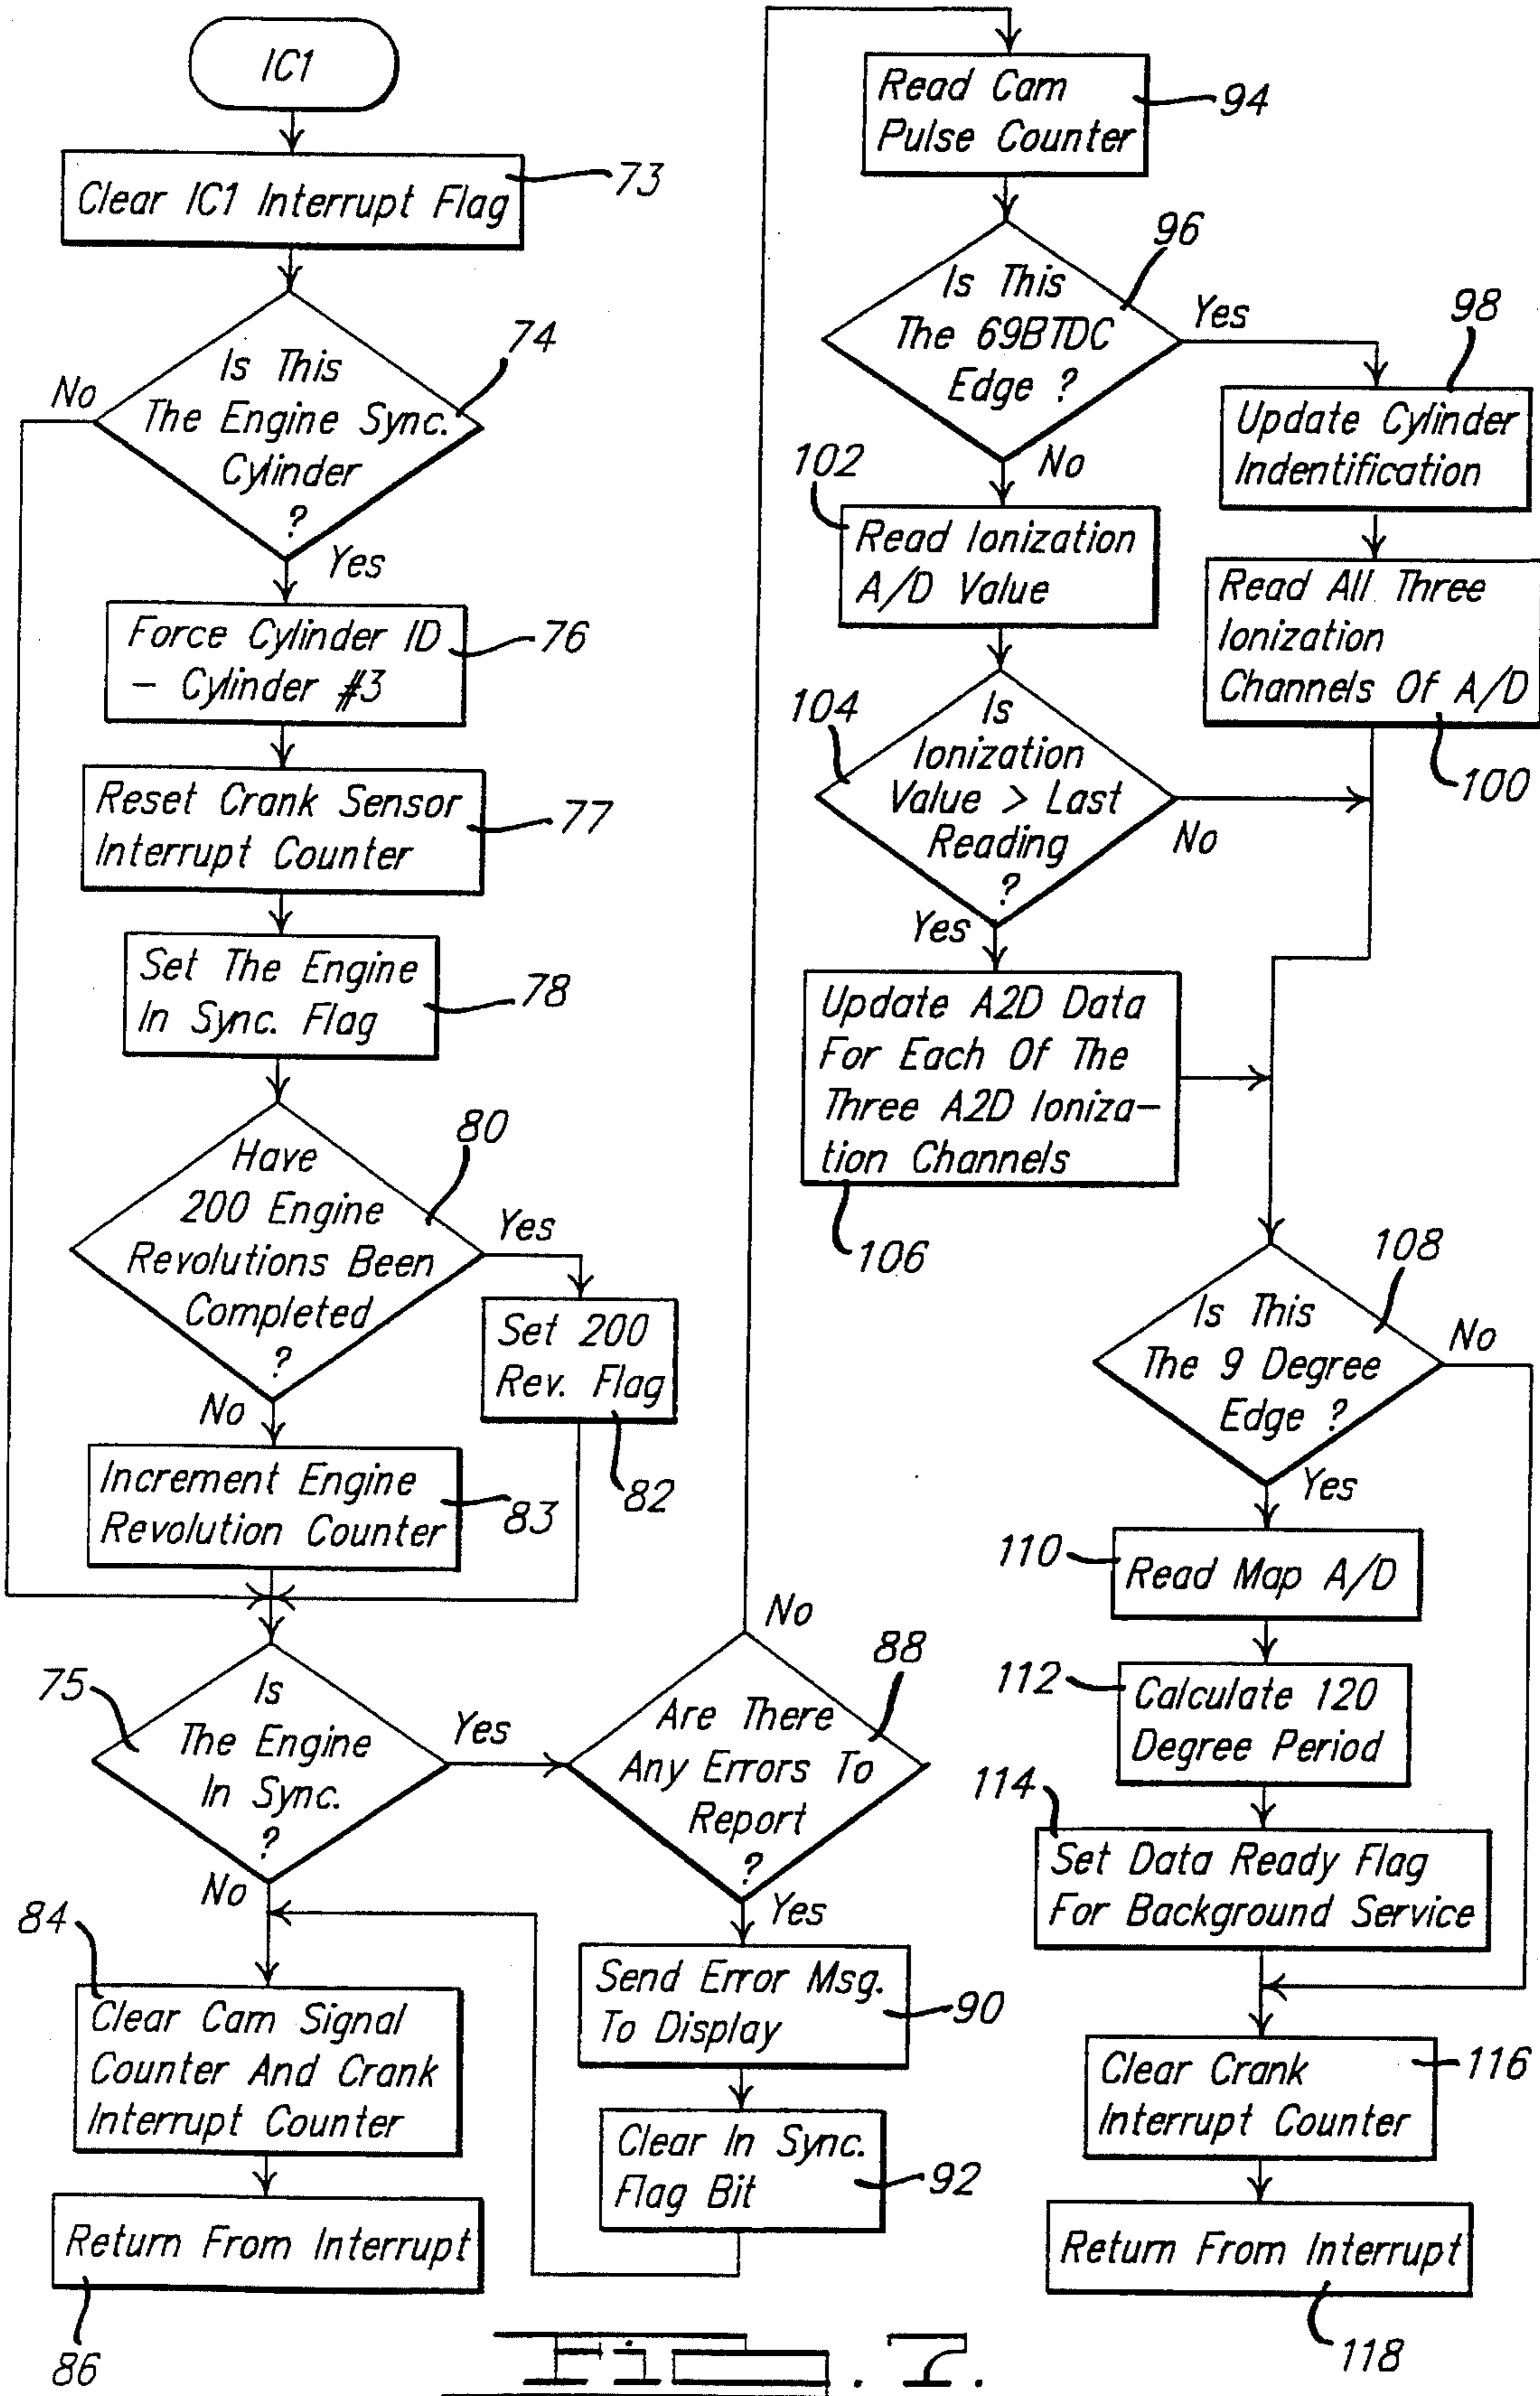 IC1
Clear IC1 Interrupt Flag
73
Is This
The Engine Sync.
Cylinder
?
74
No
Yes
Force Cylinder ID
- Cylinder #3
76
Reset Crank Sensor
Interrupt Counter
77
Set The Engine
In Sync. Flag
78
Have
200 Engine
Revolutions Been
Completed
?
80
Yes
No
Set 200
Rev. Flag
82
Increment Engine
Revolution Counter
83
75
Is
The Engine
In Sync.
?
Yes
No
84
Clear Cam Signal
Counter And Crank
Interrupt Counter
Return From Interrupt
86
No
88
Are There
Any Errors To
Report
?
Yes
Send Error Msg.
To Display
90
Clear In Sync.
Flag Bit
92
Read Cam
Pulse Counter
94
Is This
The 69BTDC
Edge ?
96
Yes
No
98
Update Cylinder
Indentification
Read All Three
Ionization
Channels Of A/D
100
102
Read Ionization
A/D Value
104
Is
Ionization
Value > Last
Reading
?
No
Yes
Update A2D Data
For Each Of The
Three A2D Ioniza-
tion Channels
106
108
Is This
The 9 Degree
Edge ?
No
Yes
110
Read Map A/D
112
Calculate 120
Degree Period
114
Set Data Ready Flag
For Background Service
Clear Crank
Interrupt Counter
116
Return From Interrupt
118
FIG. 7.